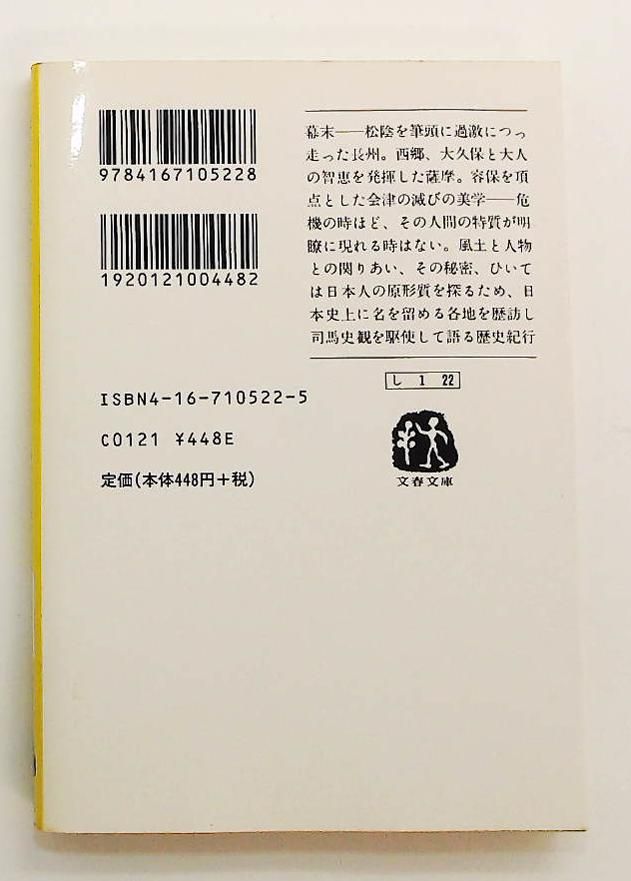 9784167105228
1920121004482
幕末――松陰を筆頭に過激につっ
走った長州。西郷、大久保と大人
の智恵を発揮した薩摩。容保を頂
点とした会津の滅びの美学――危
機の時ほど、その人間の特質が明
瞭に現れる時はない。風土と人物
との関りあい、その秘密、ひいて
は日本人の原形質を探るため、日
本史上に名を留める各地を歴訪し
司馬史観を駆使して語る歴史紀行
し 1 22
文春文庫
ISBN4-16-710522-5
C0121 ¥448E
定価(本体448円+税)